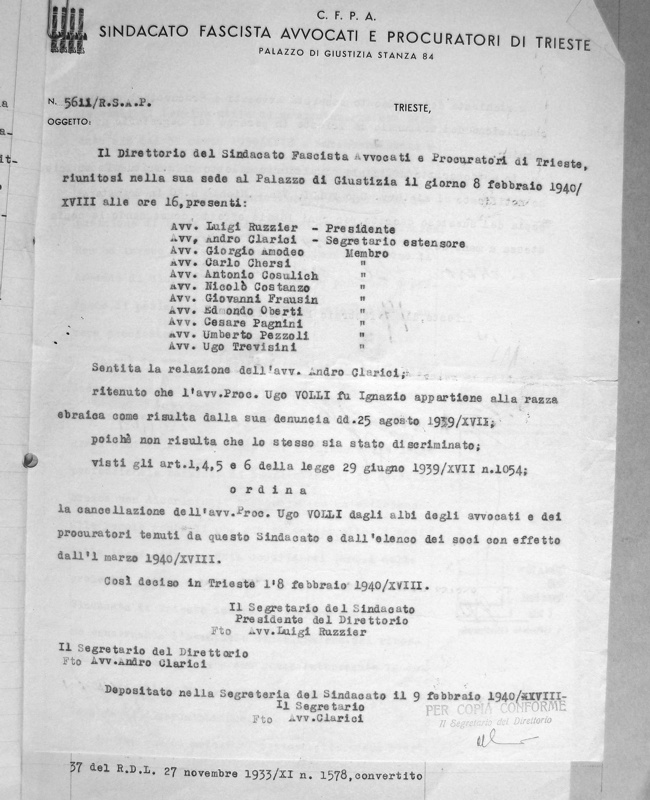 C. F. P. A.
SINDACATO FASCISTA AVVOCATI E PROCURATORI DI TRIESTE
PALAZZO DI GIUSTIZIA STANZA 84
N. 5611/R.S.A.P.
TRIESTE,
OGGETTO:
Il Direttorio del Sindacato Fascista Avvocati e Procuratori di Trieste,
riunitosi nella sua sede al Palazzo di Giustizia il giorno 8 febbraio 1940/
XVIII alle ore 16, presenti:
Avv. Luigi Ruzzier - Presidente
Avv. Andro Clarici - Segretario estensore
Avv. Giorgio Amodeo Membro
Avv. Carlo Chersi "
Avv. Antonio Cosulich "
Avv. Nicolò Costanzo "
Avv. Giovanni Frausin "
Avv. Edmondo Oberti "
Avv. Cesare Pagnini "
Avv. Umberto Pezzoli "
Avv. Ugo Trevisini "
Sentita la relazione dell'avv. Andro Clarici;
ritenuto che l'avv.Proc. Ugo VOLLI fu Ignazio appartiene alla razza
ebraica come risulta dalla sua denuncia dd.25 agosto 1939/XVII;
poichè non risulta che lo stesso sia stato discriminato;
visti gli art.1,4,5 e 6 della legge 29 giugno 1939/XVII n.1054;
o r d i n a
la cancellazione dell'avv.Proc. Ugo VOLLI dagli albi degli avvocati e dei
procuratori tenuti da questo Sindacato e dall'elenco dei soci con effetto
dall'1 marzo 1940/XVIII.
Così deciso in Trieste l'8 febbraio 1940/XVIII.
Il Segretario del Sindacato
Presidente del Direttorio
Fto Avv.Luigi Ruzzier
Il Segretario del Direttorio
Fto Avv.Andro Clarici
Depositato nella Segreteria del Sindacato il 9 febbraio 1940/XVIII-
Il Segretario
Fto Avv.Clarici
PER COPIA CONFORME
Il Segretario del Direttorio
37 del R.D.L. 27 novembre 1933/XI n. 1578, convertito